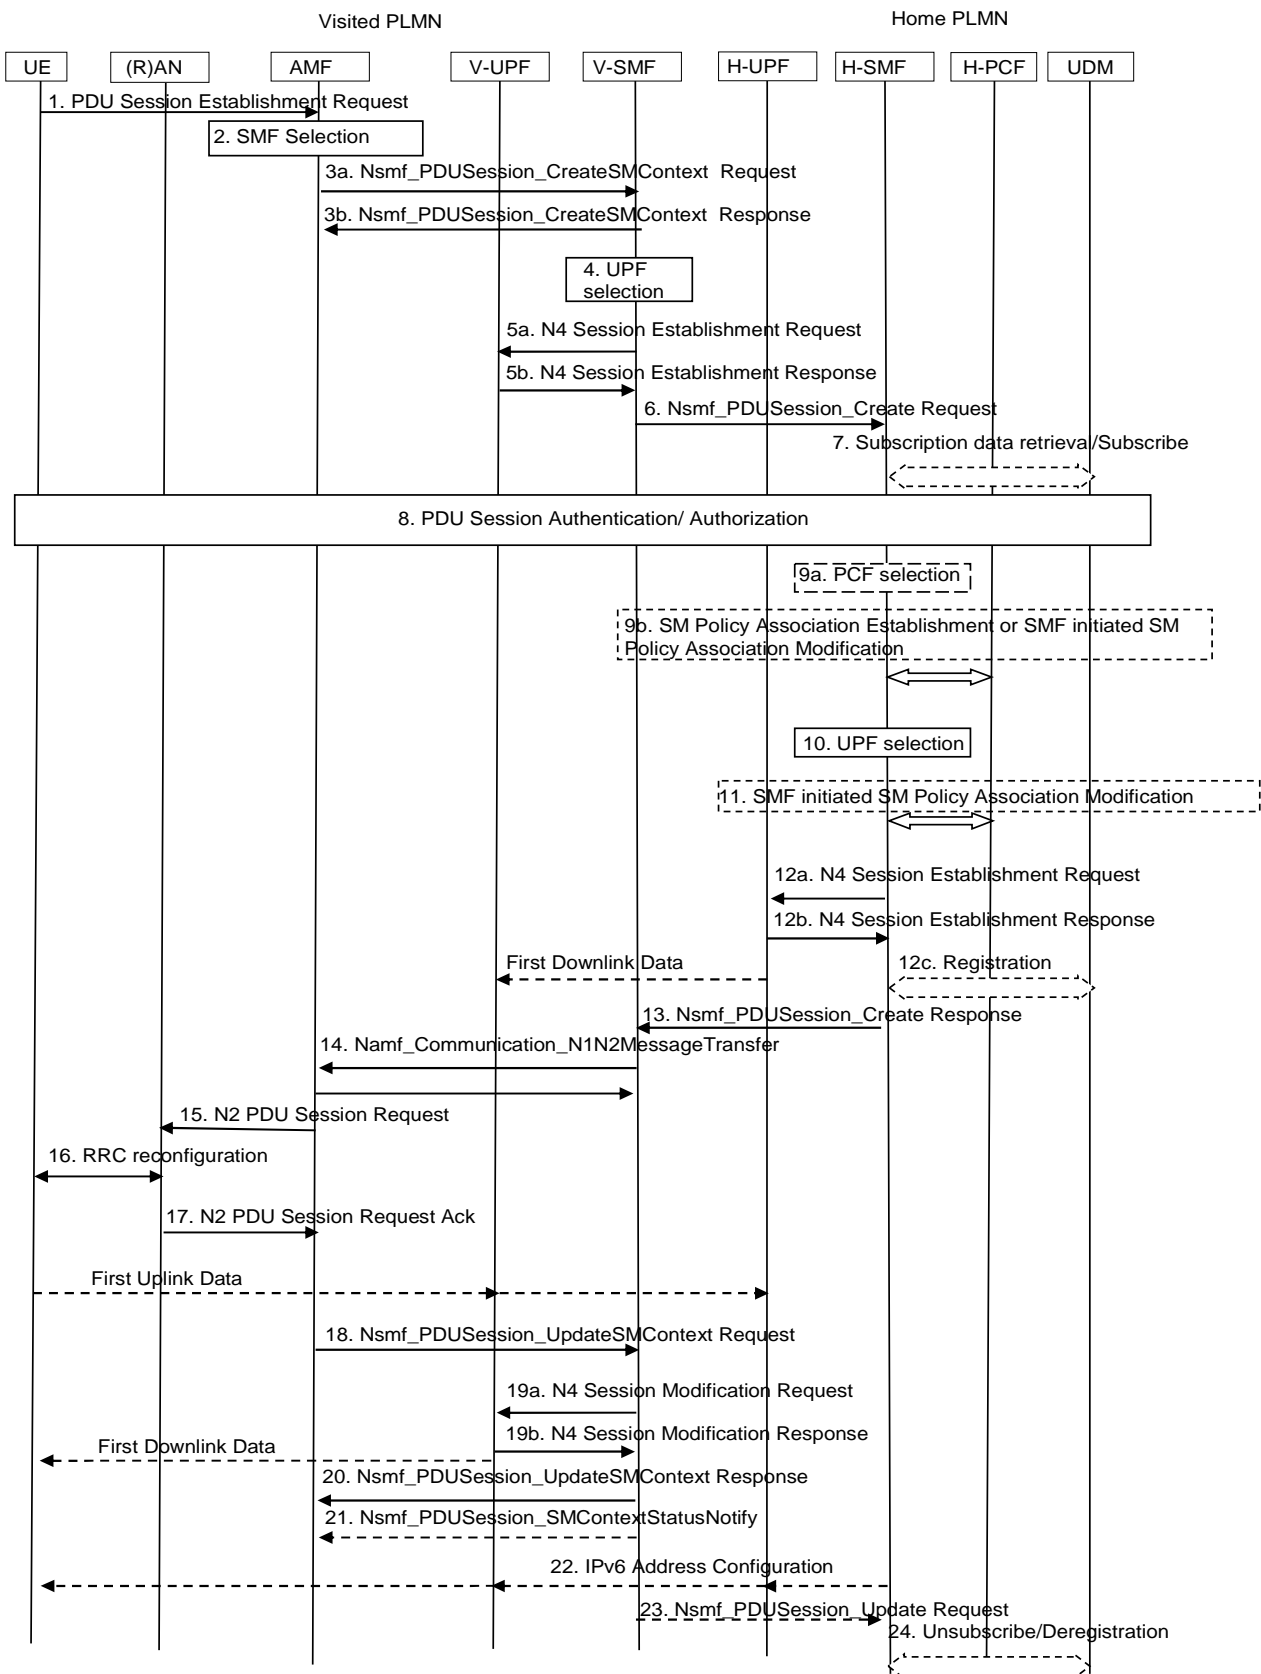 Visited PLMN
Home PLMN
UE
(R)AN
AMF
V-UPF
V-SMF
H-UPF
H-SMF
H-PCF
UDM
1. PDU Session Establishment Request
2. SMF Selection
3a. Nsmf_PDUSession_CreateSMContext Request
3b. Nsmf_PDUSession_CreateSMContext Response
4. UPF
selection
5a. N4 Session Establishment Request
5b. N4 Session Establishment Response
6. Nsmf_PDUSession_Create Request
7. Subscription data retrieval/Subscribe
8. PDU Session Authentication/ Authorization
9a. PCF selection
9b. SM Policy Association Establishment or SMF initiated SM
Policy Association Modification
10. UPF selection
11. SMF initiated SM Policy Association Modification
12a. N4 Session Establishment Request
12b. N4 Session Establishment Response
First Downlink Data
12c. Registration
13. Nsmf_PDUSession_Create Response
14. Namf_Communication_N1N2MessageTransfer
15. N2 PDU Session Request
16. RRC reconfiguration
17. N2 PDU Session Request Ack
First Uplink Data
18. Nsmf_PDUSession_UpdateSMContext Request
19a. N4 Session Modification Request
19b. N4 Session Modification Response
First Downlink Data
20. Nsmf_PDUSession_UpdateSMContext Response
21. Nsmf_PDUSession_SMContextStatusNotify
22. IPv6 Address Configuration
23. Nsmf_PDUSession_Update Request
24. Unsubscribe/Deregistration